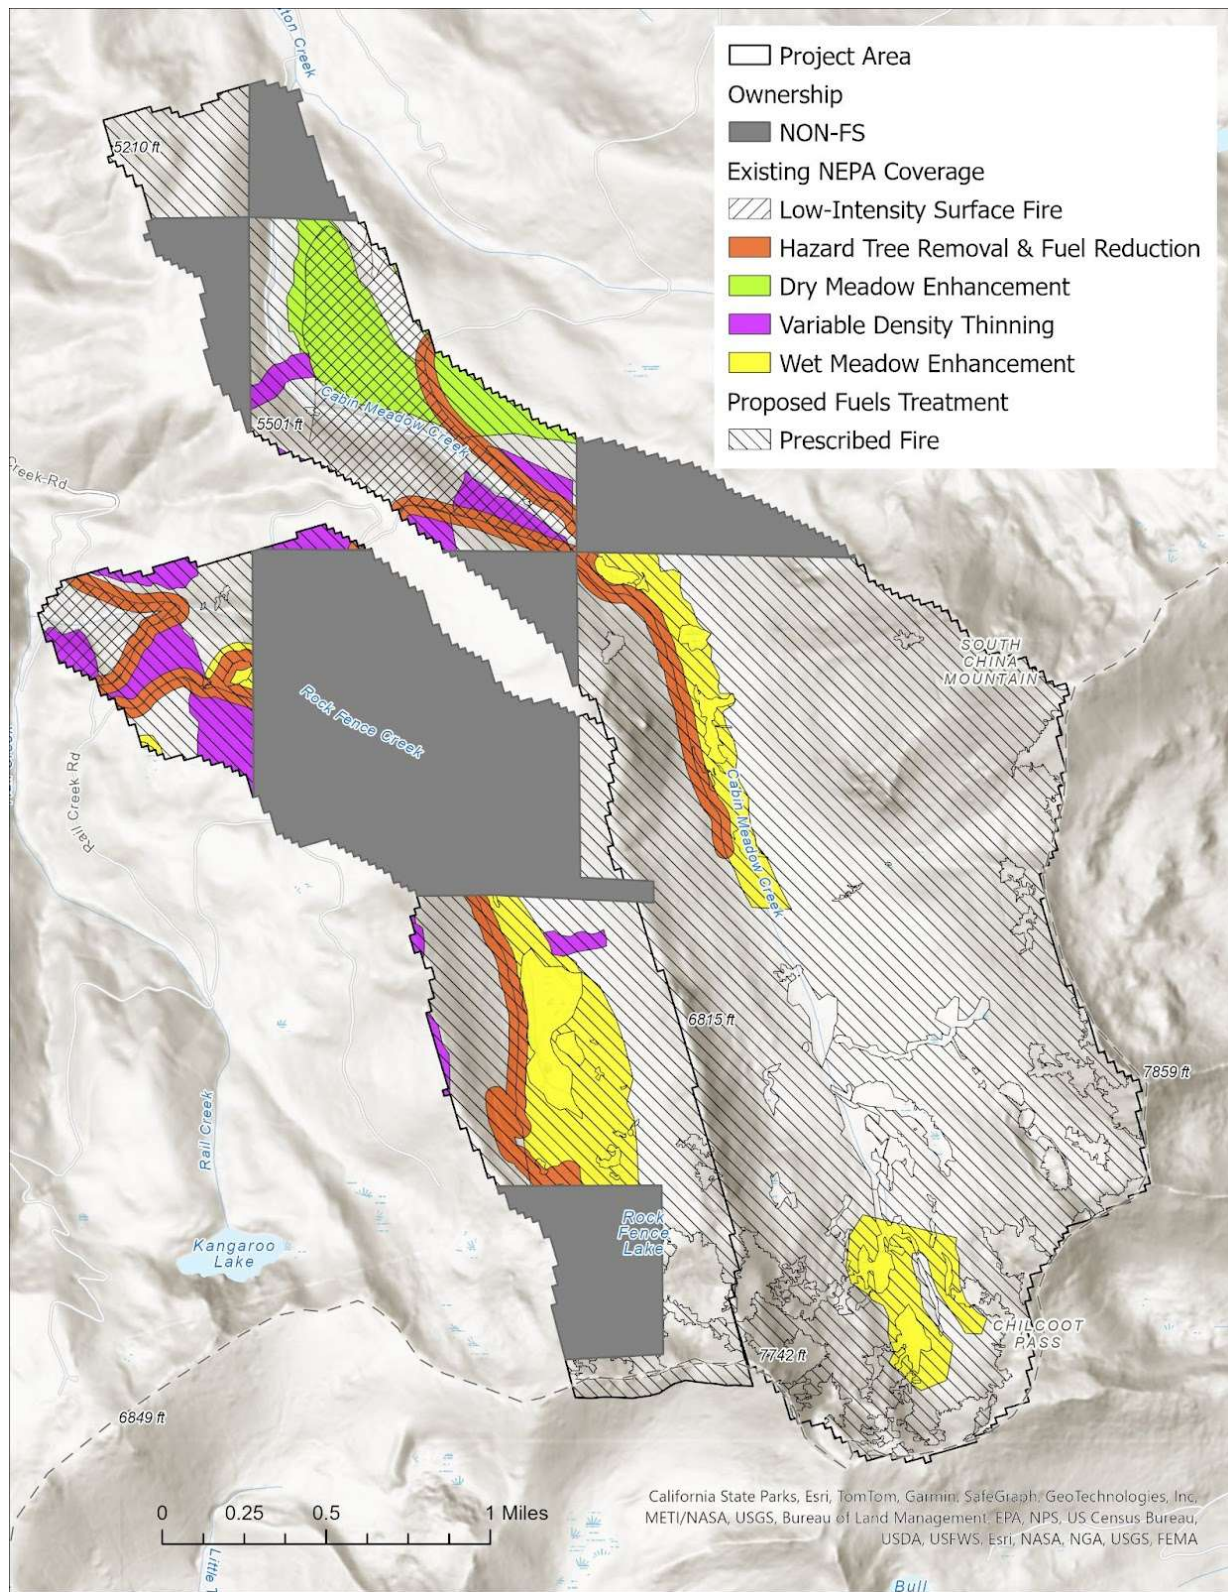 ton Creek
Project Area
Ownership
NON-FS
Existing NEPA Coverage
Low-Intensity Surface Fire
Hazard Tree Removal & Fuel Reduction
Dry Meadow Enhancement
Variable Density Thinning
Wet Meadow Enhancement
Proposed Fuels Treatment
Prescribed Fire
5210 ft
Cabin Meadow Creek
5501 ft
Creek Rd
SOUTH
CHINA
MOUNTAIN
Rock Fence Creek
Rail Creek Rd
Cabin Meadow Creek
6815 ft
7859 ft
Rail Creek
Rock
Fence
Lake
Kangaroo
Lake
CHILCOOT
PASS
7742 ft
6849 ft
0 0.25 0.5 1 Miles
California State Parks, Esri, TomTom, Garmin, SafeGraph, GeoTechnologies, Inc,
METI/NASA, USGS, Bureau of Land Management, EPA, NPS, US Census Bureau,
USDA, USFWS, Esri, NASA, NGA, USGS, FEMA
Little T
Bull